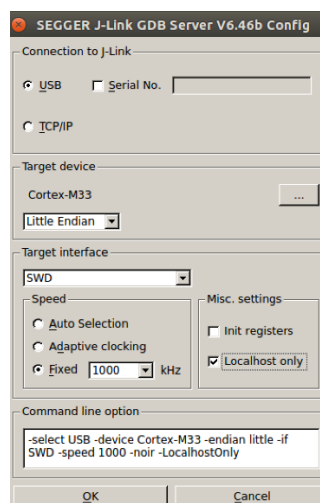 SEGGER J-Link GDB Server V6.46b Config
Connection to J-Link
USB Serial No.
TCP/IP
Target device
Cortex-M33 ...
Little Endian
Target interface
SWD
Speed Misc. settings
Auto Selection Init registers
Adaptive clocking Localhost only
Fixed 1000 kHz
Command line option
-select USB -device Cortex-M33 -endian little -if
SWD -speed 1000 -noir -LocalhostOnly
OK Cancel